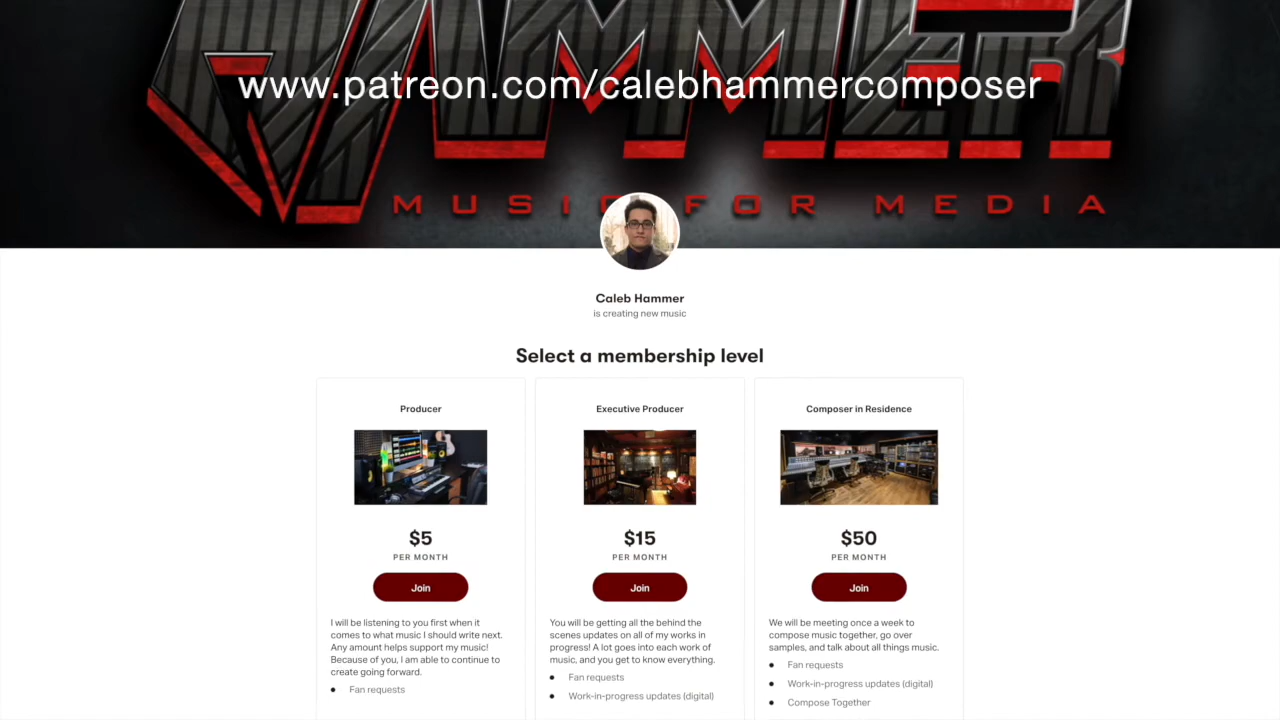 HAMMER
www.patreon.com/calebhammercomposer
MUSIC FOR MEDIA
Caleb Hammer
is creating new music
Select a membership level
Producer
$5
PER MONTH
Join
I will be listening to you first when it
comes to what music I should write next.
Any amount helps support my music!
Because of you, I am able to continue to
create going forward.
Fan requests
Executive Producer
$15
PER MONTH
Join
You will be getting all the behind the
scenes updates on all of my works in
progress! A lot goes into each work of
music, and you get to know everything.
Fan requests
Work-in-progress updates (digital)
Composer in Residence
$50
PER MONTH
Join
We will be meeting once a week to
compose music together, go over
samples, and talk about all things music.
Fan requests
Work-in-progress updates (digital)
Compose Together